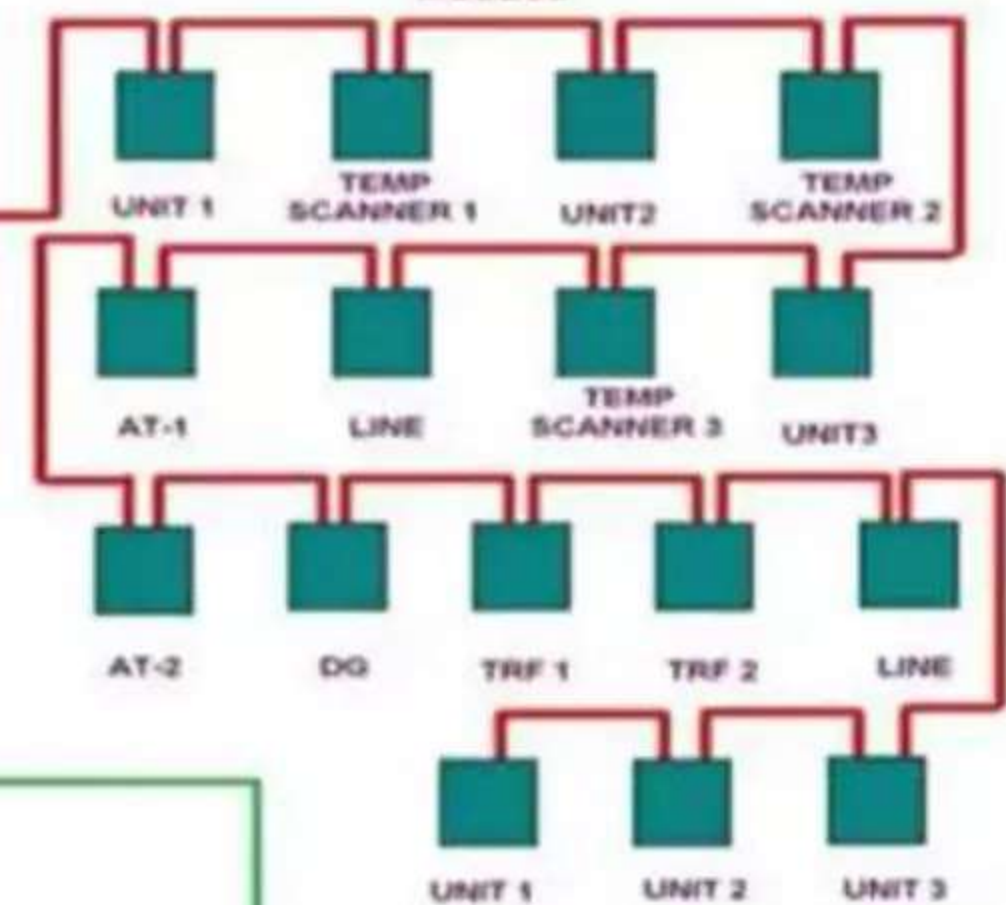 UNIT 1
TEMP
SCANNER 1
UNIT2
TEMP
SCANNER 2
AT-1
LINE
TEMP
SCANNER 3
UNIT3
AT-2
DG
TRF 1
TRF 2
LINE
UNIT 1
UNIT 2
UNIT 3